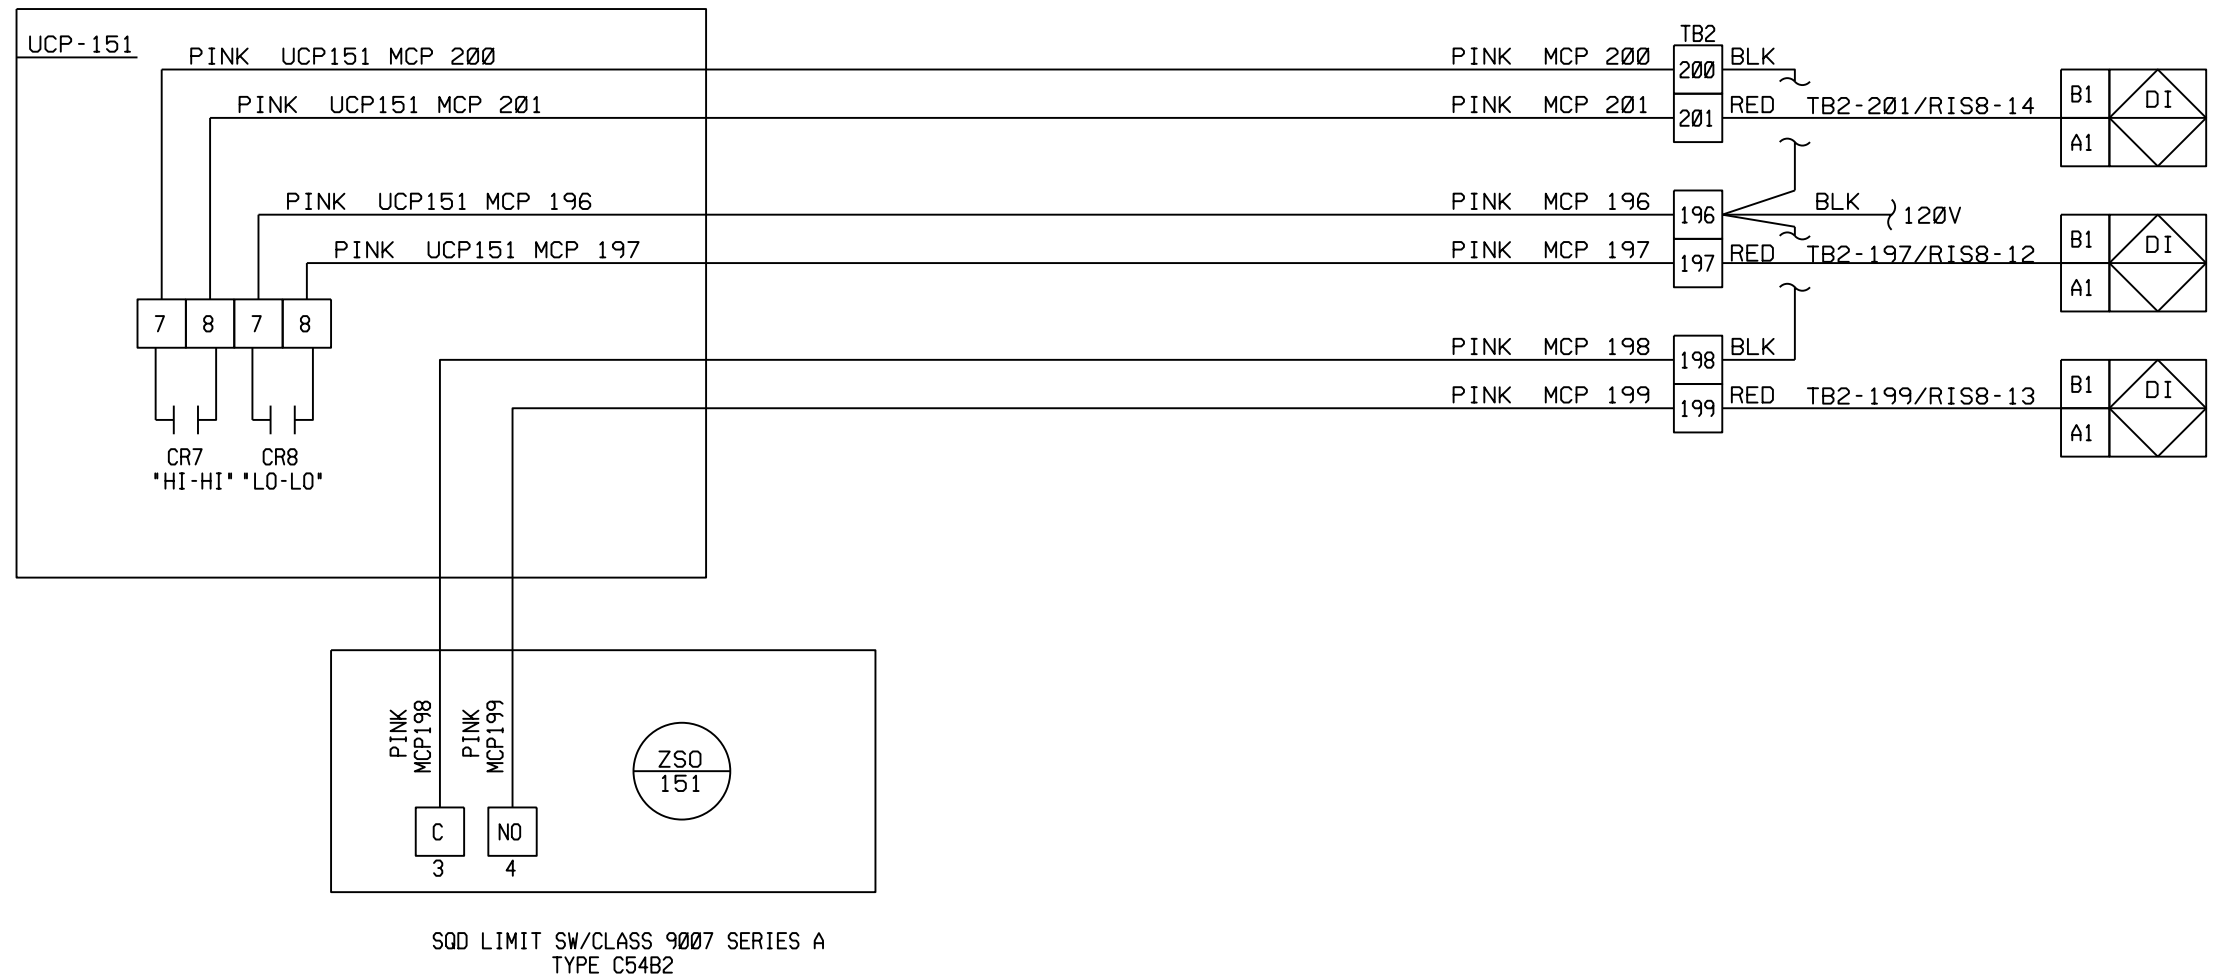 UCP-151
PINK UCP151 MCP 200
PINK MCP 200
TB2
200
BLK
PINK UCP151 MCP 201
PINK MCP 201
201
RED
TB2-201/RIS8-14
B1
DI
A1
PINK UCP151 MCP 196
PINK MCP 196
196
BLK
120V
PINK UCP151 MCP 197
PINK MCP 197
197
RED
TB2-197/RIS8-12
B1
DI
A1
7 8 7 8
PINK MCP 198
198
BLK
PINK MCP 199
199
RED
TB2-199/RIS8-13
B1
DI
A1
CR7
"HI-HI"
CR8
"LO-LO"
PINK
MCP198
PINK
MCP199
ZSO
151
C
3
NO
4
SQD LIMIT SW/CLASS 9007 SERIES A
TYPE C54B2